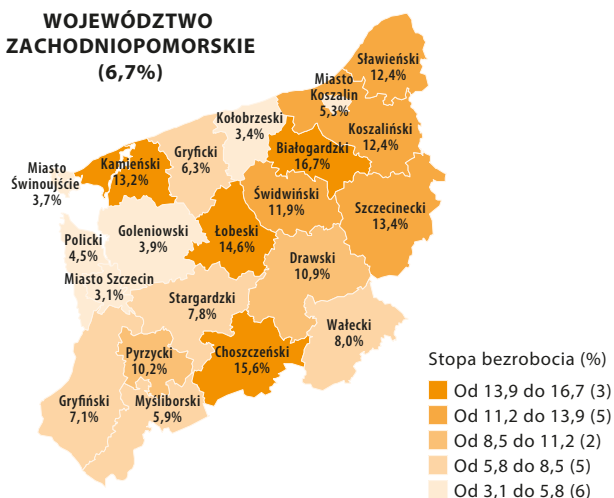 WOJEWÓDZTWO
ZACHODNIOPOMORSKIE
(6,7%)
Sławieński
12,4%
Miasto
Koszalin
5,3%
Kołobrzeski
3,4%
Koszaliński
12,4%
Białogardzki
16,7%
Gryficki
6,3%
Kamieński
13,2%
Miasto
Świnoujście
3,7%
Świdwiński
11,9%
Szczecinecki
13,4%
Goleniowski
3,9%
Łobeski
14,6%
Policki
4,5%
Drawski
10,9%
Miasto Szczecin
3,1%
Stargardzki
7,8%
Wałecki
8,0%
Pyrzycki
10,2%
Choszczeński
15,6%
Gryfiński
7,1%
Myśliborski
5,9%
Stopa bezrobocia (%)
Od 13,9 do 16,7 (3)
Od 11,2 do 13,9 (5)
Od 8,5 do 11,2 (2)
Od 5,8 do 8,5 (5)
Od 3,1 do 5,8 (6)